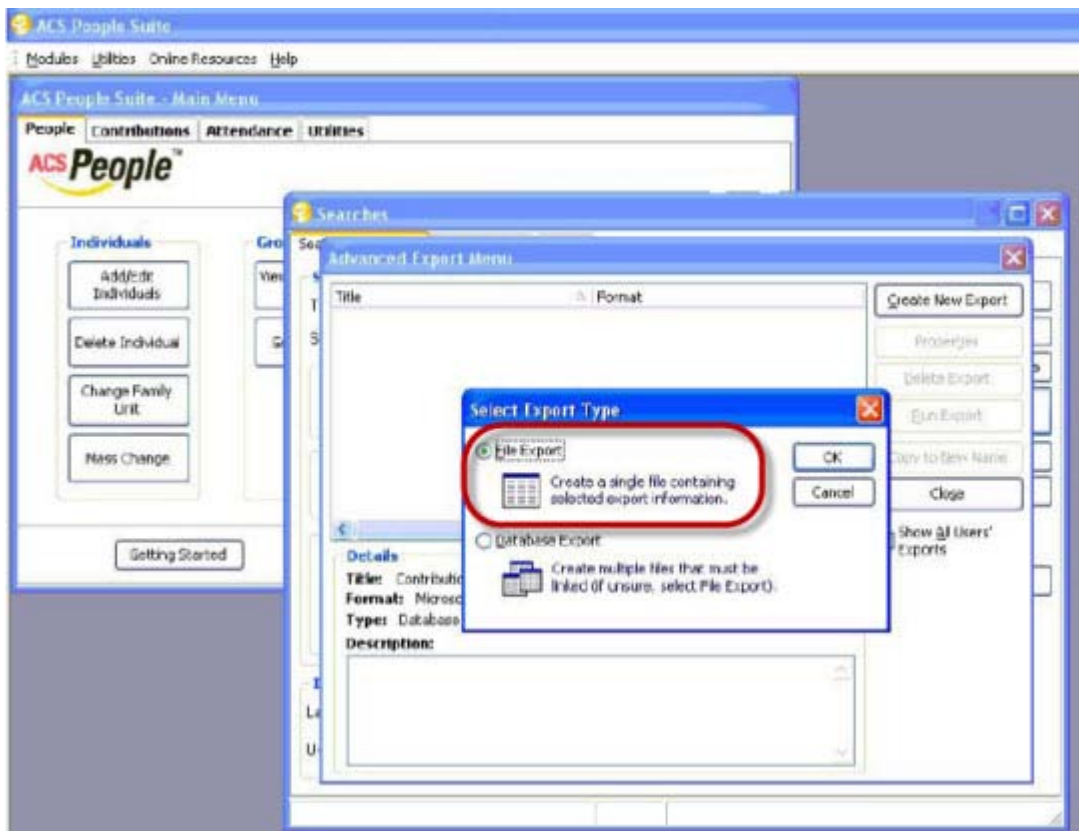 ACS People Suite
Modules Utilities Online Resources Help
ACS People Suite - Main Menu
People Contributions Attendance Utilities
ACS People™
Individuals
Add/Edit
Individuals
Delete Individual
Change Family
Unit
Mass Change
Getting Started
Searches
Advanced Export Menu
Title Format
Create New Export
Properties
Delete Export
Run Export
Copy to New Name
Close
Show All Users'
Exports
Select Export Type
File Export
Create a single file containing
selected export information.
OK
Cancel
Database Export
Create multiple files that must be
linked (if unsure, select File Export).
Details
Title: Contributio
Format: Microsc
Type: Database
Description: